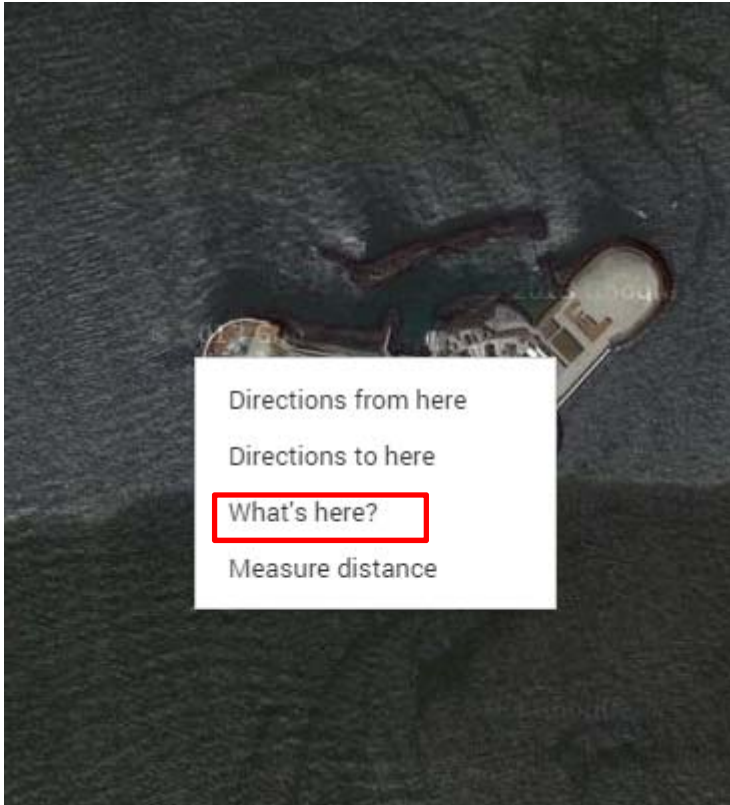 Directions from here
Directions to here
What's here?
Measure distance